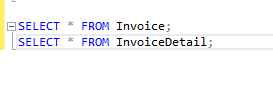 SELECT * FROM Invoice;
SELECT * FROM InvoiceDetail;